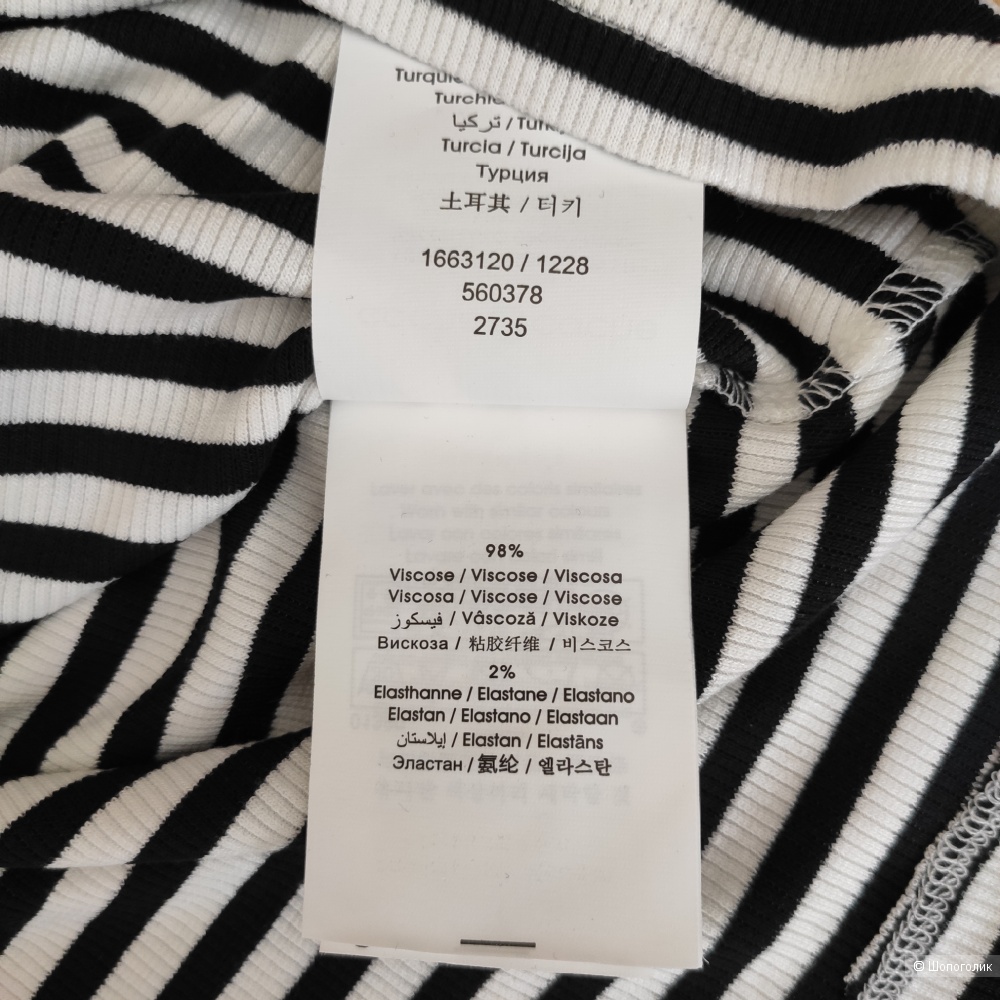 تركيا /
Turcia / Turcija
Турция
土耳其 / 터키
1663120 / 1228
560378
2735
98%
Viscose / Viscose / Viscosa
Viscosa / Viscose / Viscose
فيسكوز / Vâscoză / Viskoze
Вискоза / 粘胶纤维 / 비스코스
2%
Elasthanne / Elastane / Elastano
Elastan / Elastano / Elastaan
إيلاستان / Elastan / Elastāns
Эластан / 氨纶 / 엘라스탄
© Шопоголик